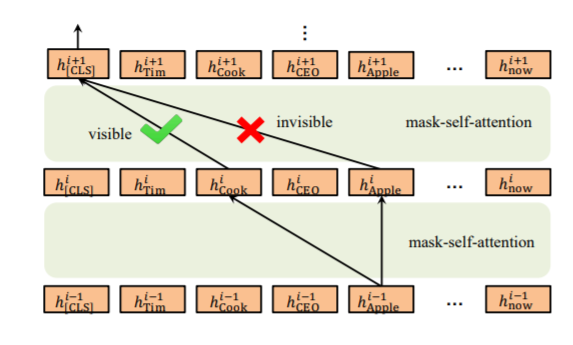 ⋮
h^{i+1}_{[CLS]} h^{i+1}_{Tim} h^{i+1}_{Cook} h^{i+1}_{CEO} h^{i+1}_{Apple} ... h^{i+1}_{now}
visible invisible mask-self-attention
h^{i}_{[CLS]} h^{i}_{Tim} h^{i}_{Cook} h^{i}_{CEO} h^{i}_{Apple} ... h^{i}_{now}
mask-self-attention
h^{i-1}_{[CLS]} h^{i-1}_{Tim} h^{i-1}_{Cook} h^{i-1}_{CEO} h^{i-1}_{Apple} ... h^{i-1}_{now}